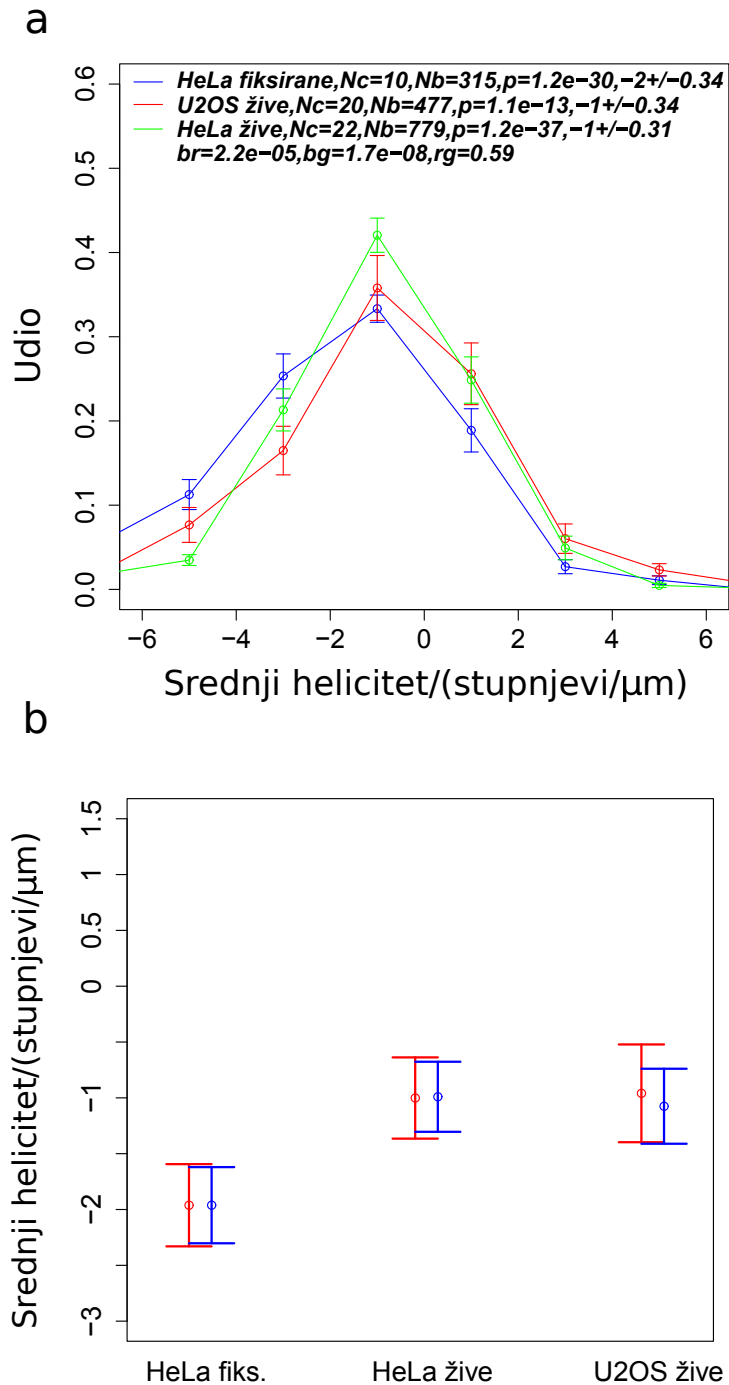 a
HeLa fiksirane,Nc=10,Nb=315,p=1.2e−30,−2+/−0.34
U2OS žive,Nc=20,Nb=477,p=1.1e−13,−1+/−0.34
HeLa žive,Nc=22,Nb=779,p=1.2e−37,−1+/−0.31
br=2.2e−05,bg=1.7e−08,rg=0.59
0.6
0.5
0.4
0.3
0.2
0.1
0.0
Udio
−6 −4 −2 0 2 4 6
Srednji helicitet/(stupnjevi/µm)
b
1.5
1
0.5
0
−1
−2
−3
Srednji helicitet/(stupnjevi/µm)
HeLa fiks. HeLa žive U2OS žive